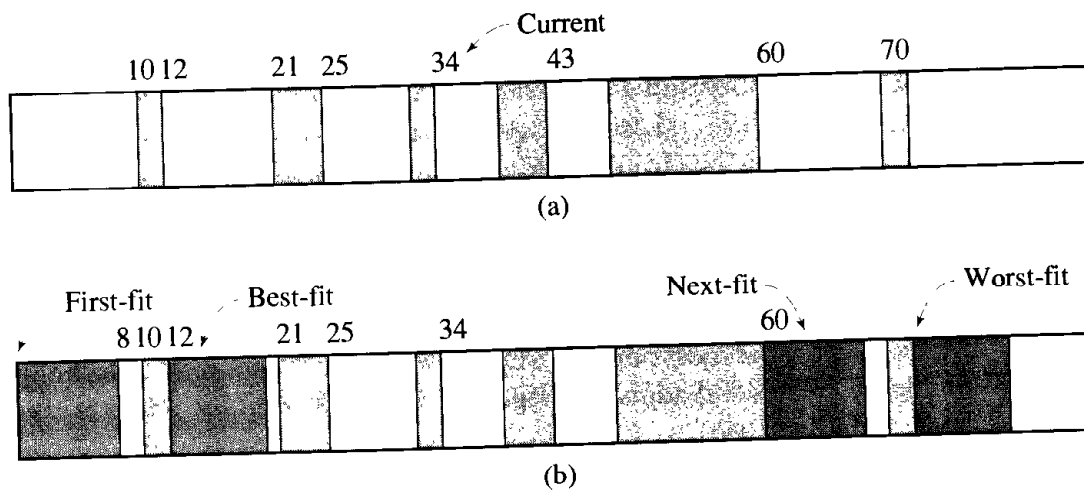 Current
10 12 21 25 34 43 60 70
(a)
First-fit Best-fit Next-fit Worst-fit
8 10 12 21 25 34 60
(b)